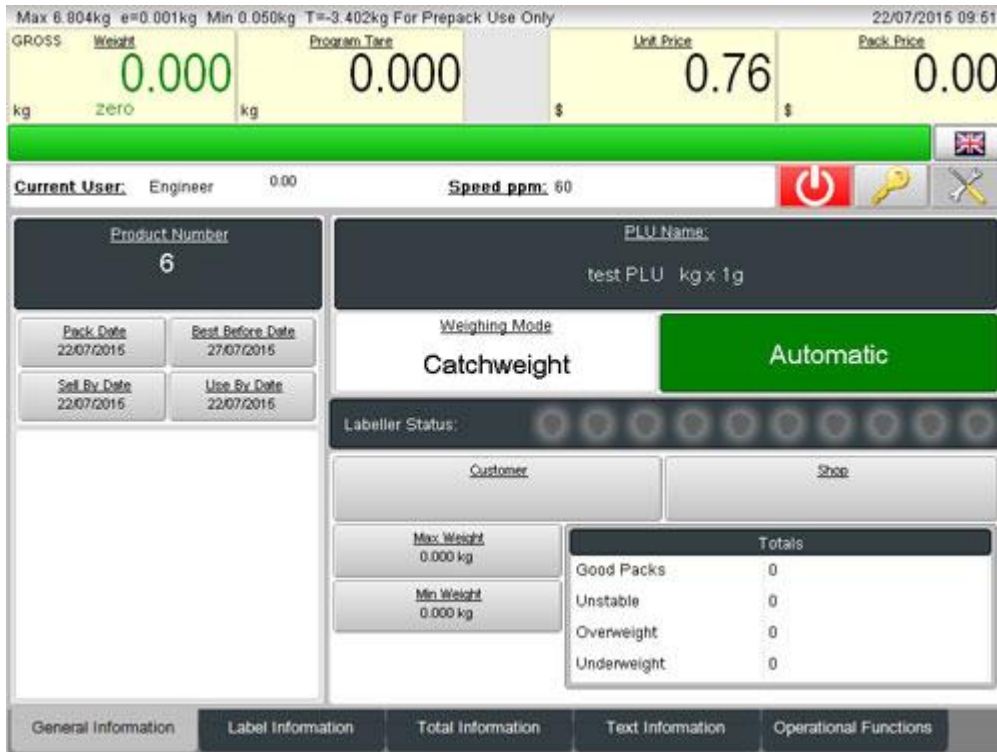 Max 6.804kg e=0.001kg Min 0.050kg T=-3.402kg For Prepack Use Only 22/07/2015 09:51
GROSS Weight Program Tare Unit Price Pack Price
0.000 0.000 0.76 0.00
kg zero kg $ $
Current User: Engineer 0.00 Speed ppm: 60
Product Number
6
PLU Name:
test PLU kg x 1g
Pack Date
22/07/2015
Best Before Date
27/07/2015
Sell By Date
22/07/2015
Use By Date
22/07/2015
Weighing Mode
Catchweight
Automatic
Labeller Status:
Customer
Shop
Max Weight
0.000 kg
Min Weight
0.000 kg
Totals
Good Packs 0
Unstable 0
Overweight 0
Underweight 0
General Information Label Information Total Information Text Information Operational Functions